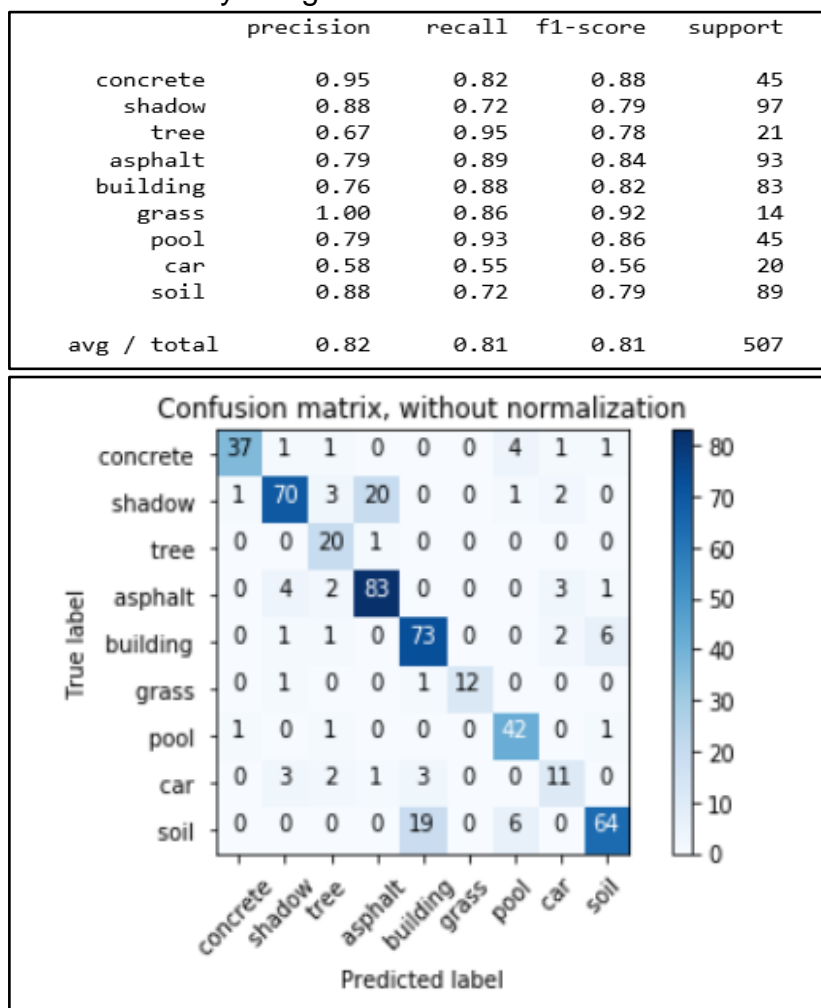 precision recall f1-score support
concrete 0.95 0.82 0.88 45
shadow 0.88 0.72 0.79 97
tree 0.67 0.95 0.78 21
asphalt 0.79 0.89 0.84 93
building 0.76 0.88 0.82 83
grass 1.00 0.86 0.92 14
pool 0.79 0.93 0.86 45
car 0.58 0.55 0.56 20
soil 0.88 0.72 0.79 89
avg / total 0.82 0.81 0.81 507
Confusion matrix, without normalization
concrete 37 1 1 0 0 0 4 1 1
shadow 1 70 3 20 0 0 1 2 0
tree 0 0 20 1 0 0 0 0 0
asphalt 0 4 2 83 0 0 0 3 1
building 0 1 1 0 73 0 0 2 6
grass 0 1 0 0 1 12 0 0 0
pool 1 0 1 0 0 0 42 0 1
car 0 3 2 1 3 0 0 11 0
soil 0 0 0 0 19 0 6 0 64
True label
concrete shadow tree asphalt building grass pool car soil
Predicted label
80
70
60
50
40
30
20
10
0